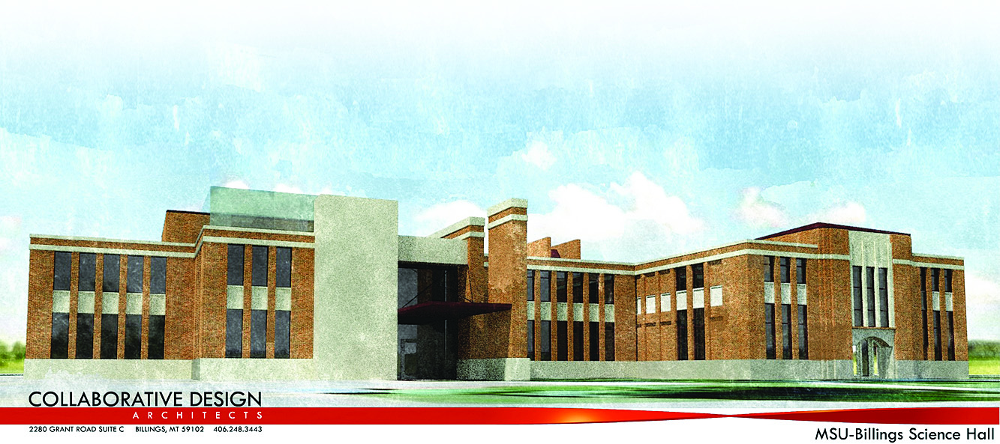 COLLABORATIVE DESIGN
ARCHITECTS
2280 GRANT ROAD SUITE C BILLINGS, MT 59102 406.248.3443
MSU-Billings Science Hall